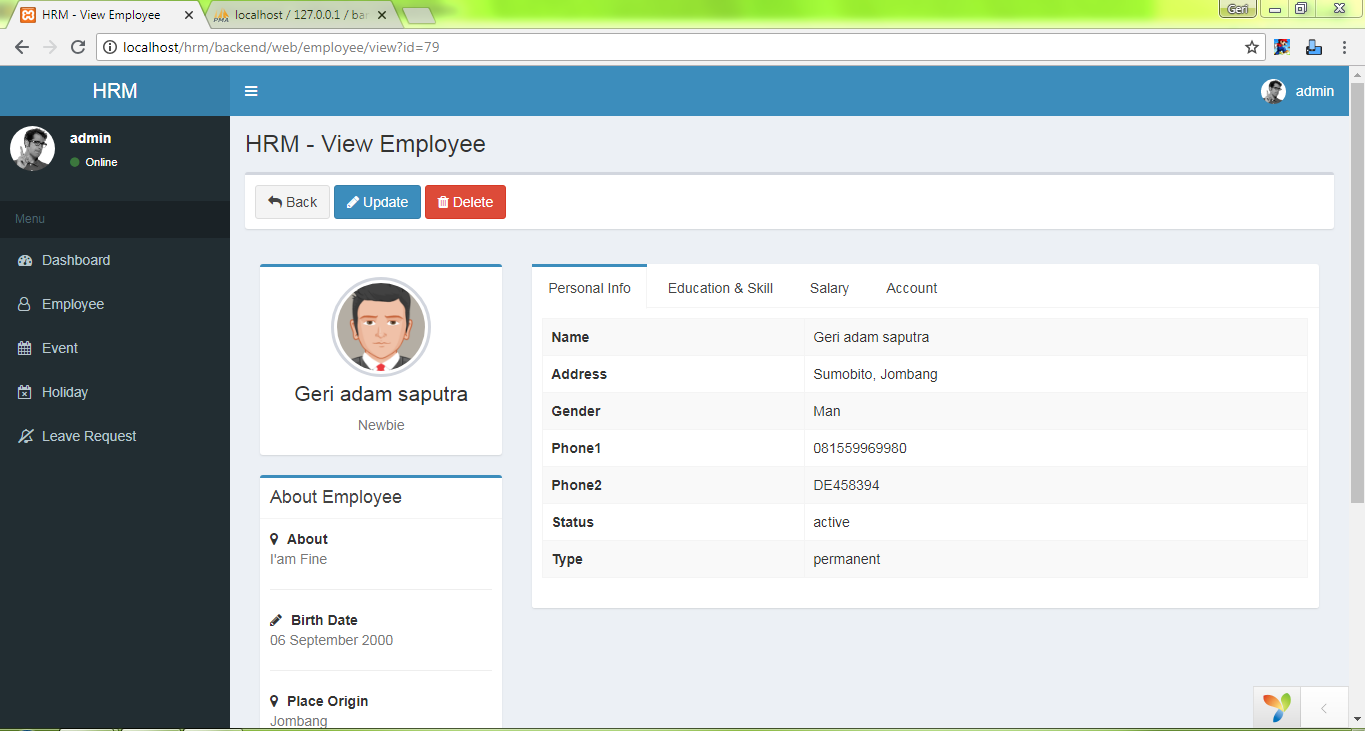 HRM - View Employee
localhost / 127.0.0.1 / ba
Geri
localhost/hrm/backend/web/employee/view?id=79
HRM
admin
admin
Online
Menu
Dashboard
Employee
Event
Holiday
Leave Request
HRM - View Employee
Back
Update
Delete
Geri adam saputra
Newbie
About Employee
About
I'am Fine
Birth Date
06 September 2000
Place Origin
Jombang
Personal Info Education & Skill Salary Account
Name Geri adam saputra
Address Sumobito, Jombang
Gender Man
Phone1 081559969980
Phone2 DE458394
Status active
Type permanent